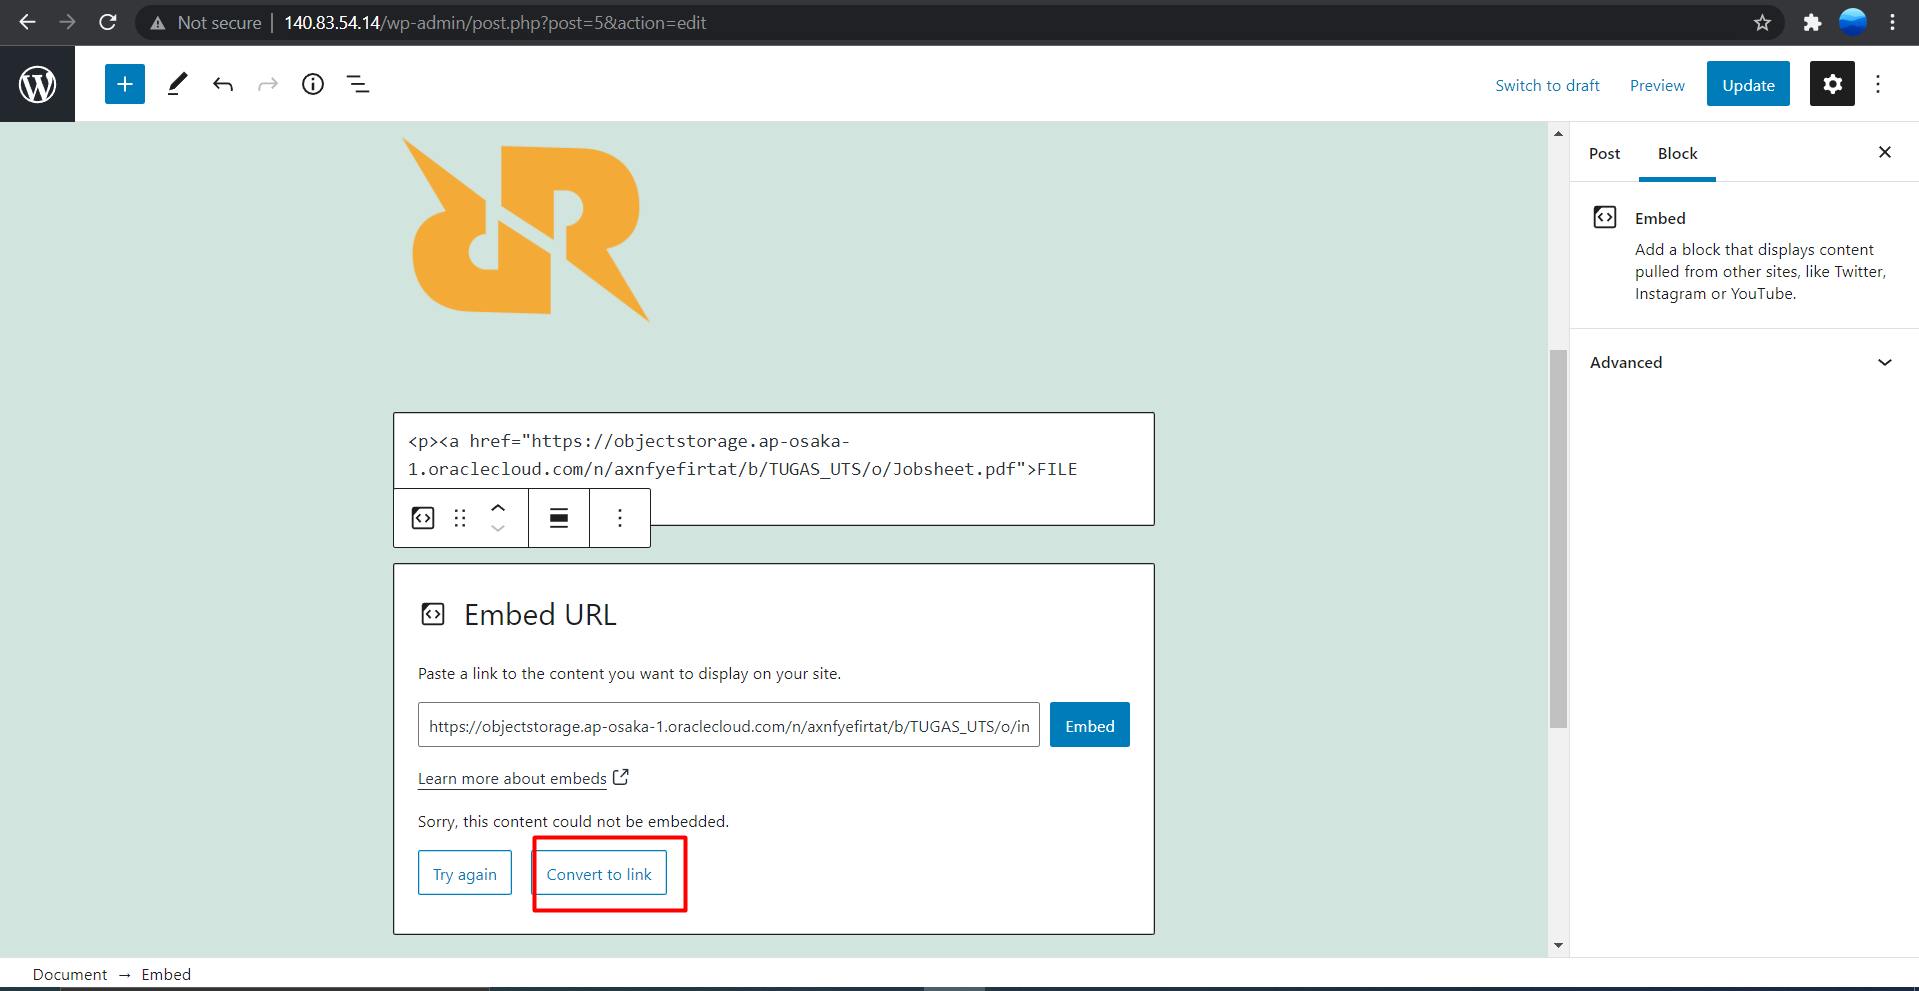 Not secure
140.83.54.14/wp-admin/post.php?post=5&action=edit
+
Switch to draft
Preview
Update
Post
Block
Embed
Add a block that displays content
pulled from other sites, like Twitter,
Instagram or YouTube.
Advanced
<p><a href="https://objectstorage.ap-osaka-
1.oraclecloud.com/n/axnfyefirtat/b/TUGAS_UTS/o/Jobsheet.pdf">FILE
Embed URL
Paste a link to the content you want to display on your site.
https://objectstorage.ap-osaka-1.oraclecloud.com/n/axnfyefirtat/b/TUGAS_UTS/o/in
Embed
Learn more about embeds
Sorry, this content could not be embedded.
Try again
Convert to link
Document → Embed